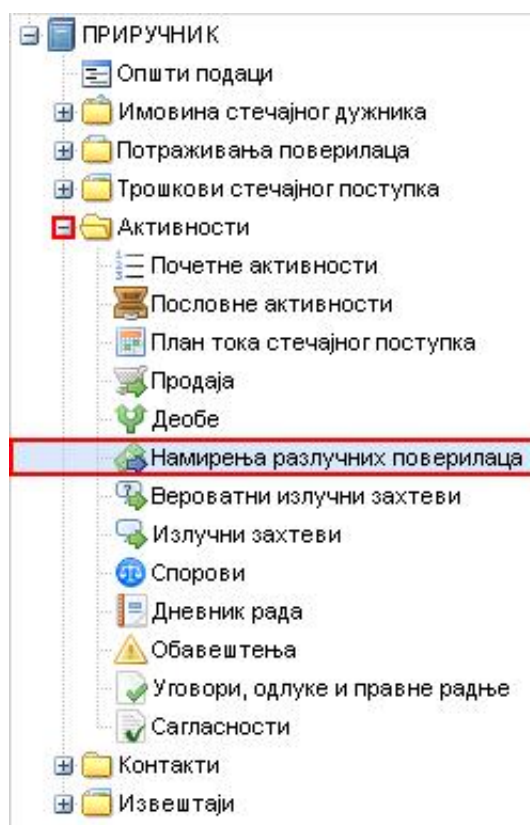 ПРИРУЧНИК
Општи подаци
Имовина стечајног дужника
Потраживања поверилаца
Трошкови стечајног поступка
Активности
Почетне активности
Пословне активности
План тока стечајног поступка
Продаја
Деобе
Намирења разлучних поверилаца
Вероватни излучни захтеви
Излучни захтеви
Спорови
Дневник рада
Обавештења
Уговори, одлуке и правне радње
Сагласности
Контакти
Извештаји